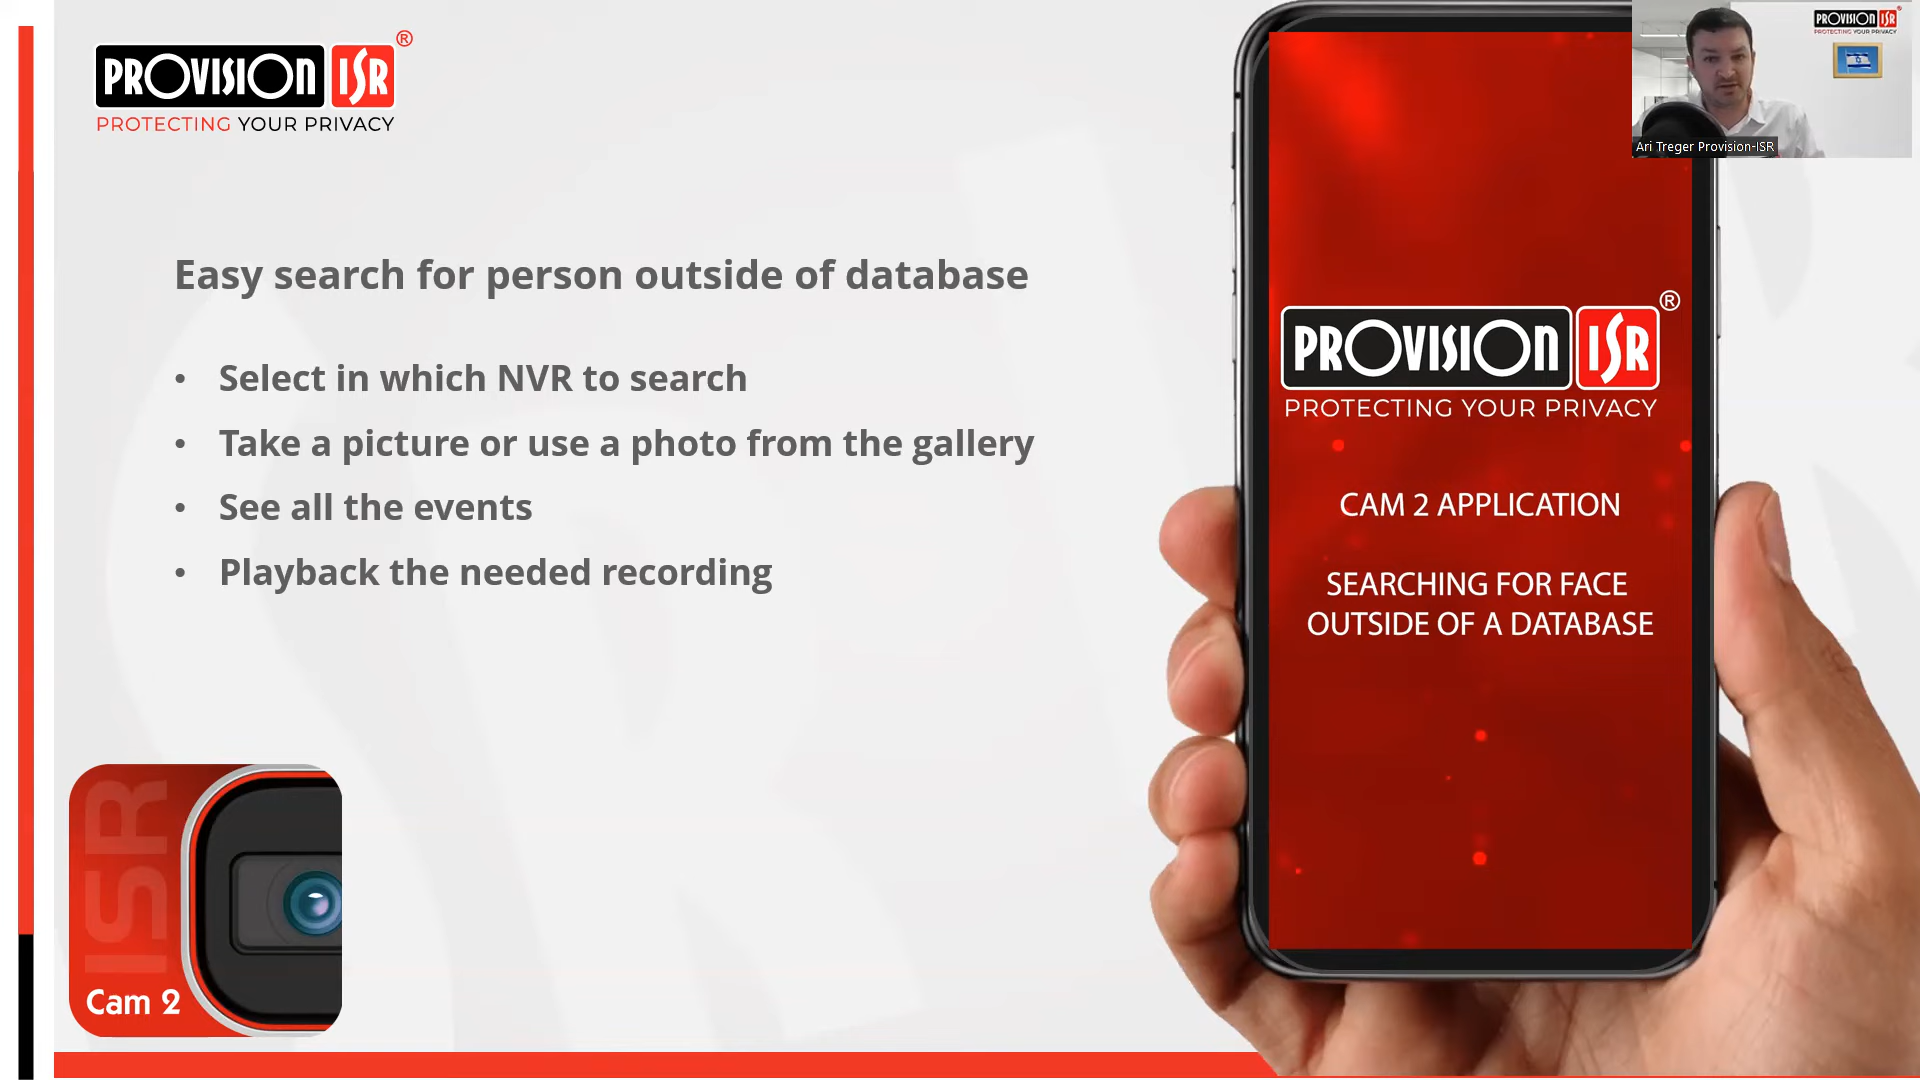 PROVISION ISR®
PROTECTING YOUR PRIVACY
Easy search for person outside of database
• Select in which NVR to search
• Take a picture or use a photo from the gallery
• See all the events
• Playback the needed recording
ISR
Cam 2
PROVISION ISR®
PROTECTING YOUR PRIVACY
CAM 2 APPLICATION
SEARCHING FOR FACE
OUTSIDE OF A DATABASE
PROVISION ISR®
PROTECTING YOUR PRIVACY
Ari Treger Provision-ISR